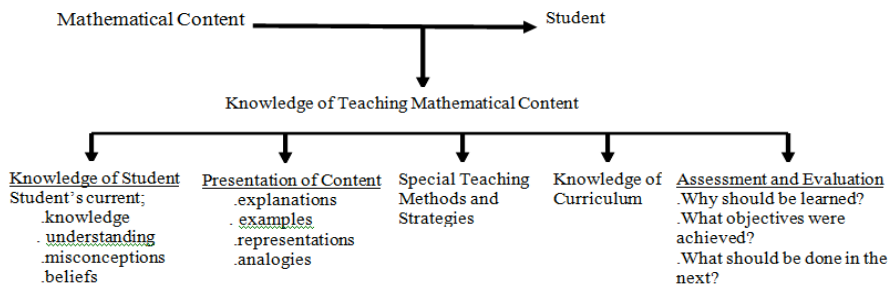 Mathematical Content
Student
Knowledge of Teaching Mathematical Content
Knowledge of Student
Student's current;
.knowledge
. understanding
.misconceptions
.beliefs
Presentation of Content
.explanations
. examples
.representations
.analogies
Special Teaching
Methods and
Strategies
Knowledge of
Curriculum
Assessment and Evaluation
.Why should be learned?
.What objectives were
achieved?
.What should be done in the
next?